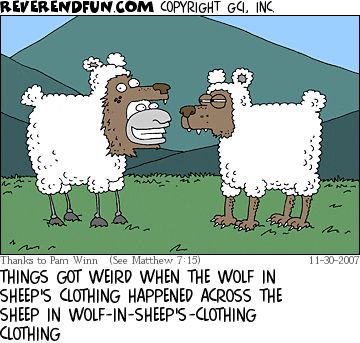 REVERENDFUN.COM COPYRIGHT GCI, INC.
Thanks to Pam Winn (See Matthew 7:15) 11-30-2007
THINGS GOT WEIRD WHEN THE WOLF IN
SHEEP'S CLOTHING HAPPENED ACROSS THE
SHEEP IN WOLF-IN-SHEEP'S-CLOTHING
CLOTHING